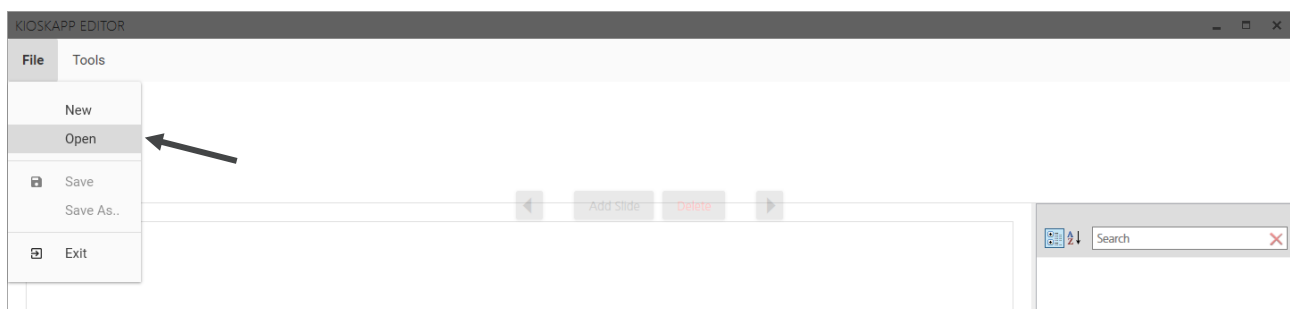 KIOSKAPP EDITOR
File Tools
New
Open
Save
Save As..
Exit
Add Slide Delete
A Z Search